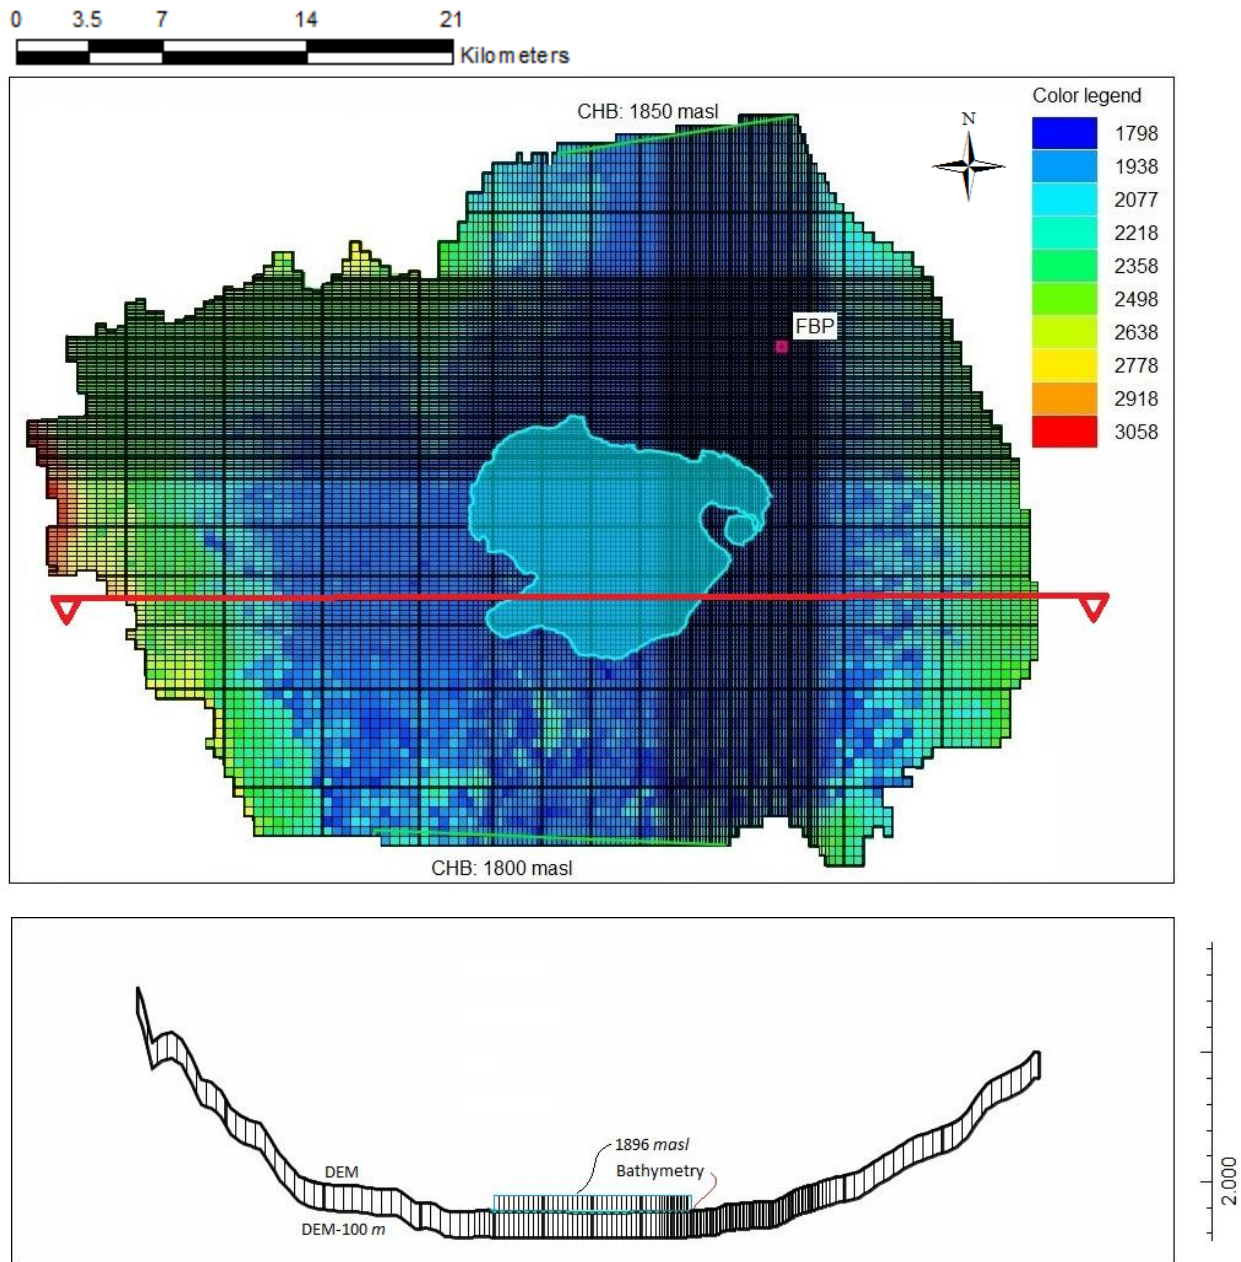 0 3.5 7 14 21
Kilometers
CHB: 1850 masl
N
Color legend
1798
1938
2077
2218
2358
2498
2638
2778
2918
3058
FBP
CHB: 1800 masl
1896 masl
Bathymetry
DEM
DEM-100 m
2.000